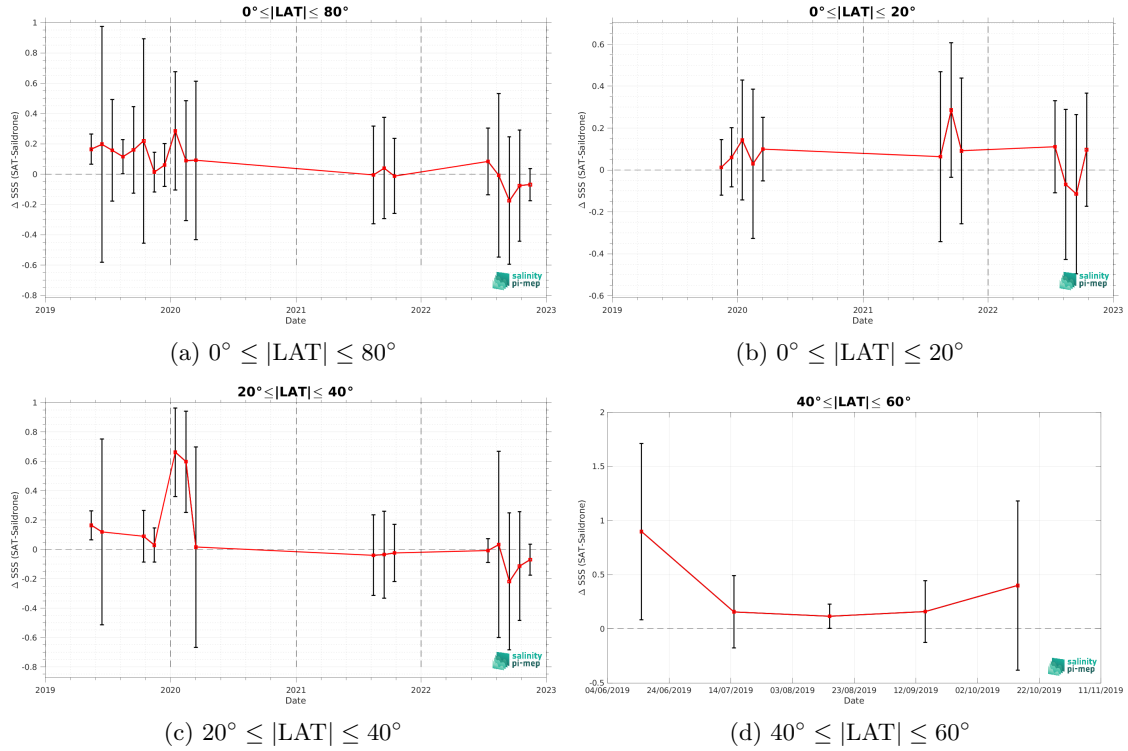 0°≤|LAT|≤ 80°
Δ SSS (SAT-Saildrone)
1
0.8
0.6
0.4
0.2
0
-0.2
-0.4
-0.6
-0.8
2019 2020 2021 2022 2023
Date
salinity
pi-mep
(a) 0° ≤ |LAT| ≤ 80°
0°≤|LAT|≤ 20°
Δ SSS (SAT-Saildrone)
0.6
0.4
0.2
0
-0.2
-0.4
-0.6
2019 2020 2021 2022 2023
Date
salinity
pi-mep
(b) 0° ≤ |LAT| ≤ 20°
20°≤|LAT|≤ 40°
Δ SSS (SAT-Saildrone)
1
0.8
0.6
0.4
0.2
0
-0.2
-0.4
-0.6
-0.8
2019 2020 2021 2022 2023
Date
salinity
pi-mep
(c) 20° ≤ |LAT| ≤ 40°
40°≤|LAT|≤ 60°
Δ SSS (SAT-Saildrone)
2
1.5
1
0.5
0
-0.5
04/06/2019 24/06/2019 14/07/2019 03/08/2019 23/08/2019 12/09/2019 02/10/2019 22/10/2019 11/11/2019
Date
salinity
pi-mep
(d) 40° ≤ |LAT| ≤ 60°